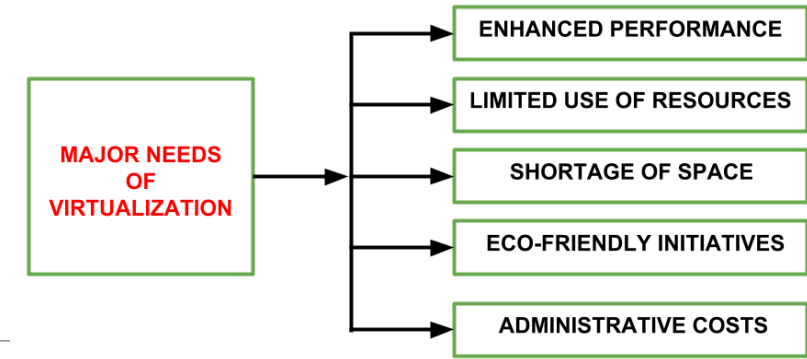 MAJOR NEEDS
OF
VIRTUALIZATION
ENHANCED PERFORMANCE
LIMITED USE OF RESOURCES
SHORTAGE OF SPACE
ECO-FRIENDLY INITIATIVES
ADMINISTRATIVE COSTS